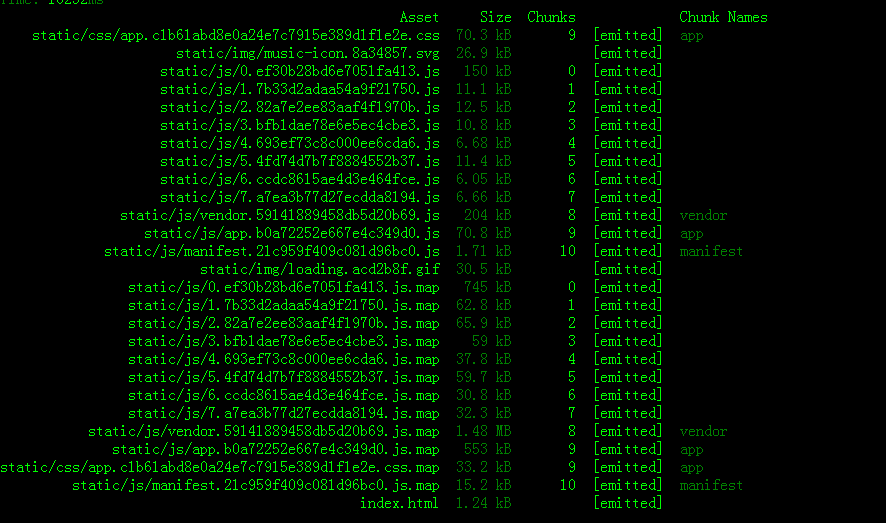 Time: 10252ms
Asset Size Chunks Chunk Names
static/css/app.c1b61abd8e0a24e7c7915e389d1f1e2e.css 70.3 kB 9 [emitted] app
static/img/music-icon.8a34857.svg 26.9 kB [emitted]
static/js/0.ef30b28bd6e7051fa413.js 150 kB 0 [emitted]
static/js/1.7b33d2adaa54a9f21750.js 11.1 kB 1 [emitted]
static/js/2.82a7e2ee83aaf4f1970b.js 12.5 kB 2 [emitted]
static/js/3.bfb1dae78e6e5ec4cbe3.js 10.8 kB 3 [emitted]
static/js/4.693ef73c8c000ee6cda6.js 6.68 kB 4 [emitted]
static/js/5.4fd74d7b7f8884552b37.js 11.4 kB 5 [emitted]
static/js/6.ccdc8615ae4d3e464fce.js 6.05 kB 6 [emitted]
static/js/7.a7ea3b77d27ecdda8194.js 6.66 kB 7 [emitted]
static/js/vendor.59141889458db5d20b69.js 204 kB 8 [emitted] vendor
static/js/app.b0a72252e667e4c349d0.js 70.8 kB 9 [emitted] app
static/js/manifest.21c959f409c081d96bc0.js 1.71 kB 10 [emitted] manifest
static/img/loading.acd2b8f.gif 30.5 kB [emitted]
static/js/0.ef30b28bd6e7051fa413.js.map 745 kB 0 [emitted]
static/js/1.7b33d2adaa54a9f21750.js.map 62.8 kB 1 [emitted]
static/js/2.82a7e2ee83aaf4f1970b.js.map 65.9 kB 2 [emitted]
static/js/3.bfb1dae78e6e5ec4cbe3.js.map 59 kB 3 [emitted]
static/js/4.693ef73c8c000ee6cda6.js.map 37.8 kB 4 [emitted]
static/js/5.4fd74d7b7f8884552b37.js.map 59.7 kB 5 [emitted]
static/js/6.ccdc8615ae4d3e464fce.js.map 30.8 kB 6 [emitted]
static/js/7.a7ea3b77d27ecdda8194.js.map 32.3 kB 7 [emitted]
static/js/vendor.59141889458db5d20b69.js.map 1.48 MB 8 [emitted] vendor
static/js/app.b0a72252e667e4c349d0.js.map 553 kB 9 [emitted] app
static/css/app.c1b61abd8e0a24e7c7915e389d1f1e2e.css.map 33.2 kB 9 [emitted] app
static/js/manifest.21c959f409c081d96bc0.js.map 15.2 kB 10 [emitted] manifest
index.html 1.24 kB [emitted]